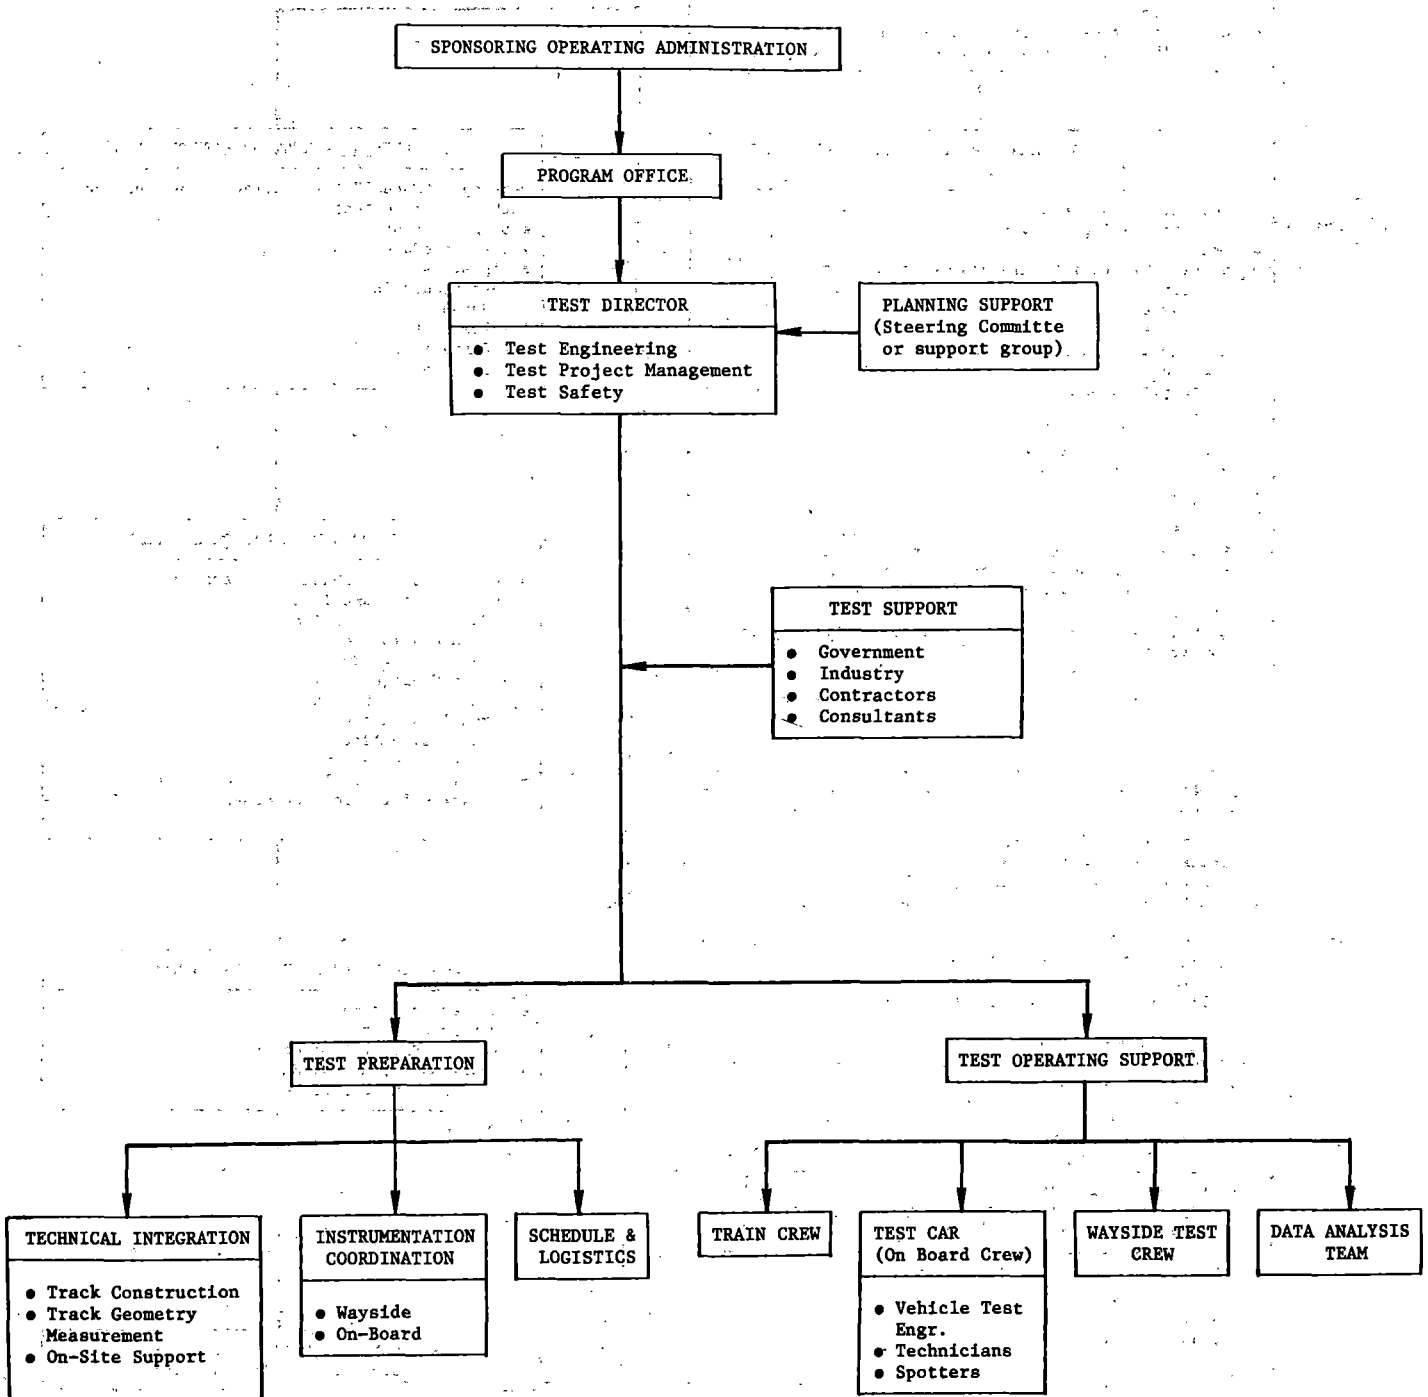 SPONSORING OPERATING ADMINISTRATION
PROGRAM OFFICE
TEST DIRECTOR
● Test Engineering
● Test Project Management
● Test Safety
PLANNING SUPPORT
(Steering Committe
or support group)
TEST SUPPORT
● Government
● Industry
● Contractors
● Consultants
TEST PREPARATION
TEST OPERATING SUPPORT
TECHNICAL INTEGRATION
● Track Construction
● Track Geometry
Measurement
● On-Site Support
INSTRUMENTATION
COORDINATION
● Wayside
● On-Board
SCHEDULE &
LOGISTICS
TRAIN CREW
TEST CAR
(On Board Crew)
● Vehicle Test
Engr.
● Technicians
● Spotters
WAYSIDE TEST
CREW
DATA ANALYSIS
TEAM